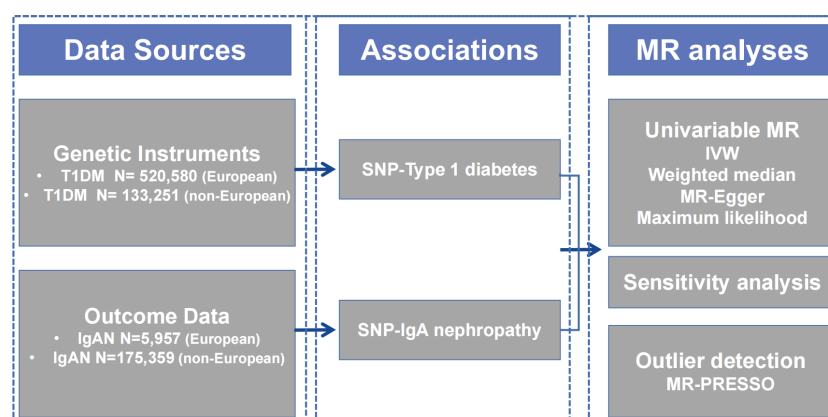 Data Sources
Genetic Instruments
• T1DM N= 520,580 (European)
• T1DM N= 133,251 (non-European)
Outcome Data
• IgAN N=5,957 (European)
• IgAN N=175,359 (non-European)
Associations
SNP-Type 1 diabetes
SNP-IgA nephropathy
MR analyses
Univariable MR
IVW
Weighted median
MR-Egger
Maximum likelihood
Sensitivity analysis
Outlier detection
MR-PRESSO